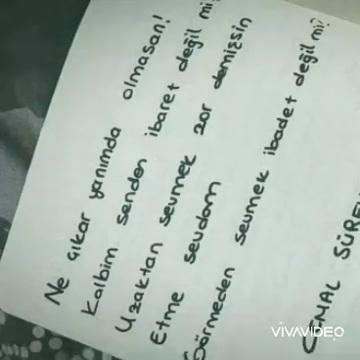 Ne çıkar yanımda olmasan!
Kalbim senden ibaret değil mi
Uzaktan sevmek zor demişsin
Etme sevdam
Görmeden sevmek ibadet değil mi?
CEMAL SÜRE
VIVAVIDEO